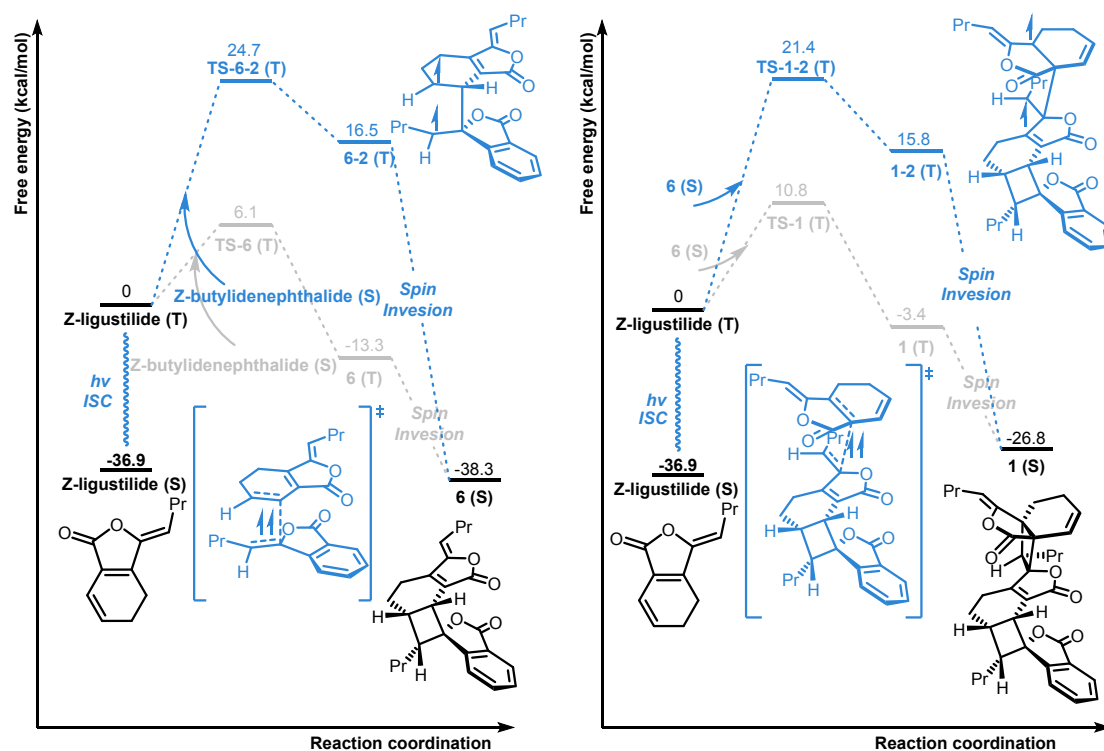 Free energy (kcal/mol)
24.7
TS-6-2 (T)
16.5
6-2 (T)
6.1
TS-6 (T)
0
Z-ligustilide (T)
Z-butylidenephthalide (S)
Z-butylidenephthalide (S)
Spin
Invesion
-13.3
6 (T)
hv
ISC
Spin
Invesion
-36.9
Z-ligustilide (S)
-38.3
6 (S)
Pr
O
O
H
Pr
O
O
H
Pr
O
O
H
O
O
Pr
H
‡
O
O
Pr
Pr
O
O
H
H
O
O
Pr
H
Reaction coordination
Free energy (kcal/mol)
21.4
TS-1-2 (T)
15.8
1-2 (T)
6 (S)
10.8
TS-1 (T)
6 (S)
0
Z-ligustilide (T)
Spin
Invesion
-3.4
1 (T)
hv
ISC
Spin
Invesion
-36.9
Z-ligustilide (S)
-26.8
1 (S)
Pr
O
O
Pr
H
O
O
H
H
O
O
Pr
H
Pr
O
O
Pr
H
O
O
H
H
O
O
Pr
H
‡
O
O
Pr
Pr
O
O
H
Pr
O
O
H
H
O
O
Pr
H
Reaction coordination